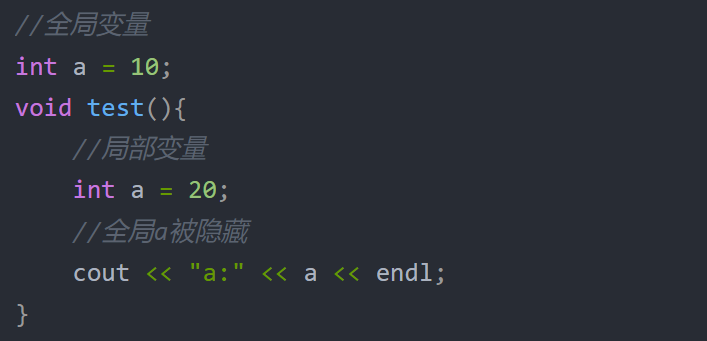 //全局变量
int a = 10;
void test(){
    //局部变量
    int a = 20;
    //全局a被隐藏
    cout << "a:" << a << endl;
}